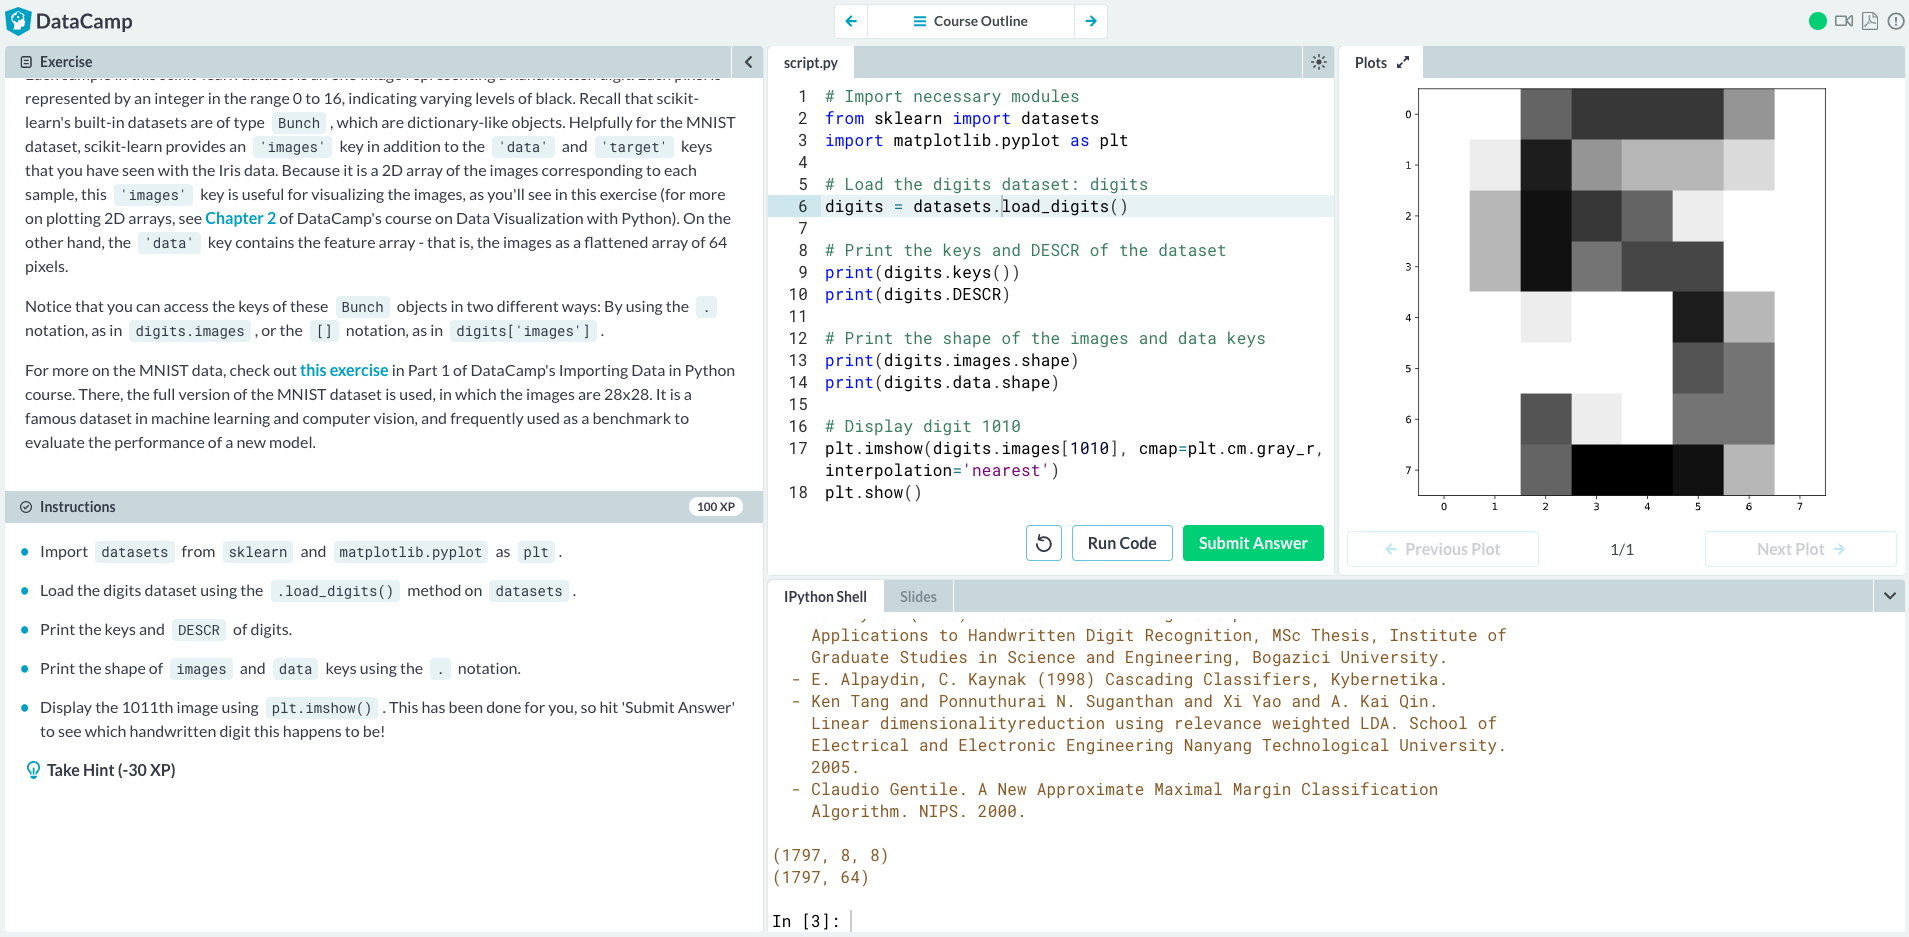 DataCamp
Course Outline
Exercise
represented by an integer in the range 0 to 16, indicating varying levels of black. Recall that scikit-
learn's built-in datasets are of type Bunch , which are dictionary-like objects. Helpfully for the MNIST
dataset, scikit-learn provides an 'images' key in addition to the 'data' and 'target' keys
that you have seen with the Iris data. Because it is a 2D array of the images corresponding to each
sample, this 'images' key is useful for visualizing the images, as you'll see in this exercise (for more
on plotting 2D arrays, see Chapter 2 of DataCamp's course on Data Visualization with Python). On the
other hand, the 'data' key contains the feature array - that is, the images as a flattened array of 64
pixels.
Notice that you can access the keys of these Bunch objects in two different ways: By using the .
notation, as in digits.images , or the [] notation, as in digits['images'] .
For more on the MNIST data, check out this exercise in Part 1 of DataCamp's Importing Data in Python
course. There, the full version of the MNIST dataset is used, in which the images are 28x28. It is a
famous dataset in machine learning and computer vision, and frequently used as a benchmark to
evaluate the performance of a new model.
Instructions
100 XP
Import datasets from sklearn and matplotlib.pyplot as plt .
Load the digits dataset using the .load_digits() method on datasets .
Print the keys and DESCR of digits.
Print the shape of images and data keys using the . notation.
Display the 1011th image using plt.imshow() . This has been done for you, so hit 'Submit Answer'
to see which handwritten digit this happens to be!
Take Hint (-30 XP)
script.py
1 # Import necessary modules
2 from sklearn import datasets
3 import matplotlib.pyplot as plt
4
5 # Load the digits dataset: digits
6 digits = datasets.load_digits()
7
8 # Print the keys and DESCR of the dataset
9 print(digits.keys())
10 print(digits.DESCR)
11
12 # Print the shape of the images and data keys
13 print(digits.images.shape)
14 print(digits.data.shape)
15
16 # Display digit 1010
17 plt.imshow(digits.images[1010], cmap=plt.cm.gray_r,
interpolation='nearest')
18 plt.show()
Run Code
Submit Answer
Plots
0
1
2
3
4
5
6
7
0 1 2 3 4 5 6 7
Previous Plot
1/1
Next Plot
IPython Shell
Slides
Applications to Handwritten Digit Recognition, MSc Thesis, Institute of
Graduate Studies in Science and Engineering, Bogazici University.
- E. Alpaydin, C. Kaynak (1998) Cascading Classifiers, Kybernetika.
- Ken Tang and Ponnuthurai N. Suganthan and Xi Yao and A. Kai Qin.
Linear dimensionalityreduction using relevance weighted LDA. School of
Electrical and Electronic Engineering Nanyang Technological University.
2005.
- Claudio Gentile. A New Approximate Maximal Margin Classification
Algorithm. NIPS. 2000.
(1797, 8, 8)
(1797, 64)
In [3]: